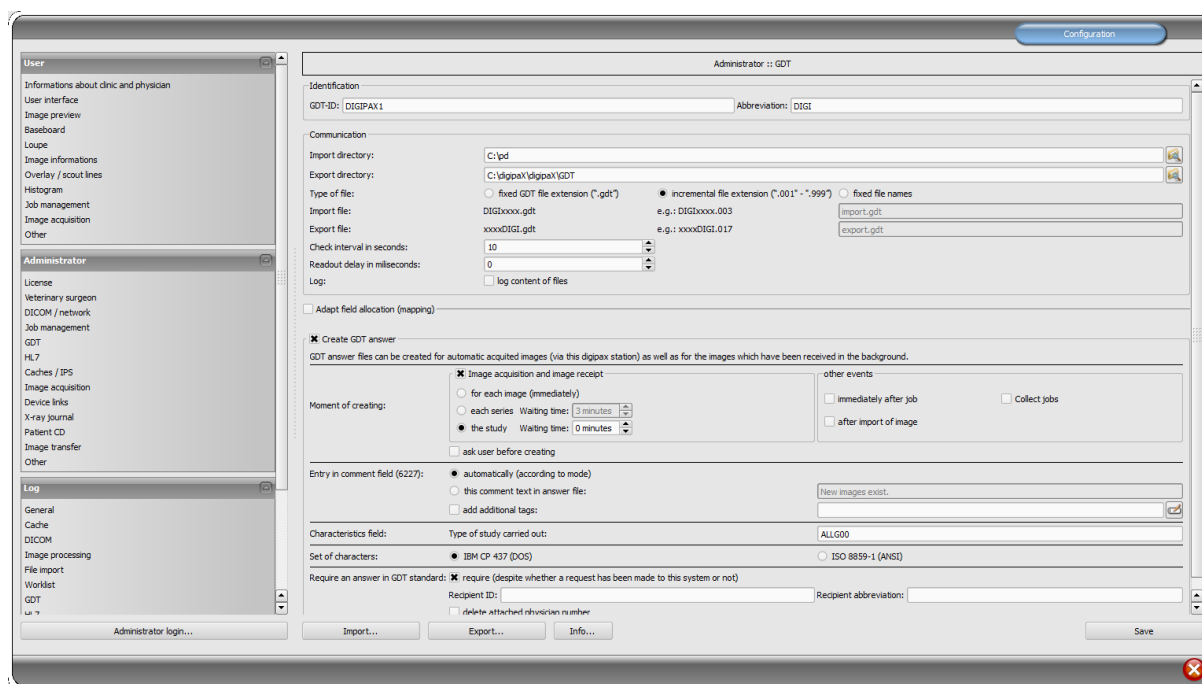 Configuration
User
Informations about clinic and physician
User interface
Image preview
Baseboard
Loupe
Image informations
Overlay / scout lines
Histogram
Job management
Image acquisition
Other
Administrator
License
Veterinary surgeon
DICOM / network
Job management
GDT
HL7
Caches / IPS
Image acquisition
Device links
X-ray journal
Patient CD
Image transfer
Other
Log
General
Cache
DICOM
Image processing
File import
Worklist
GDT
HL7
Administrator login...
Administrator :: GDT
Identification
GDT-ID: DIGIPAX1 Abbreviation: DIGI
Communication
Import directory: C:\pd
Export directory: C:\digipaX\digipaX\GDT
Type of file: fixed GDT file extension (".gdt") incremental file extension (".001" - ".999") fixed file names
Import file: DIGIxxxx.gdt e.g.: DIGIxxxx.003 import.gdt
Export file: xxxxDIGI.gdt e.g.: xxxxDIGI.017 export.gdt
Check interval in seconds: 10
Readout delay in miliseconds: 0
Log: log content of files
Adapt field allocation (mapping)
Create GDT answer
GDT answer files can be created for automatic acquited images (via this digipax station) as well as for the images which have been received in the background.
Moment of creating:
Image acquisition and image receipt
for each image (immediately)
each series Waiting time: 3 minutes
the study Waiting time: 0 minutes
other events
immediately after job Collect jobs
after import of image
ask user before creating
Entry in comment field (6227): automatically (according to mode)
this comment text in answer file: New images exist.
add additional tags:
Characteristics field: Type of study carried out: ALLG00
Set of characters: IBM CP 437 (DOS) ISO 8859-1 (ANSI)
Require an answer in GDT standard: require (despite whether a request has been made to this system or not)
Recipient ID: Recipient abbreviation:
delete attached physician number
Import... Export... Info... Save